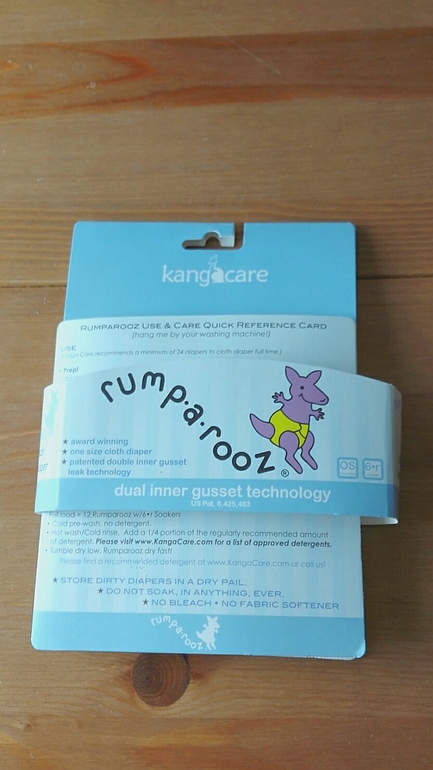 kangacare
RUMPAROOZ USE & CARE QUICK REFERENCE CARD
(hang me by your washing machine!)
USE
Care recommends a minimum of 24 diapers to cloth diaper full time.)
Prep!
rump·a·rooz®
★ award winning
★ one size cloth diaper
★ patented double inner gusset
leak technology
OS
6•r
dual inner gusset technology
US Pat. 8,425,483
Full load = 12 Rumparooz w/6•r Soakers
• Cold pre-wash, no detergent.
• Hot wash/Cold rinse. Add a 1/4 portion of the regularly recommended amount
of detergent. Please visit www.KangaCare.com for a list of approved detergents.
• Tumble dry low. Rumparooz dry fast!
Please find a recommended detergent at www.KangaCare.com or call us!
★ STORE DIRTY DIAPERS IN A DRY PAIL.
★ DO NOT SOAK, IN ANYTHING, EVER.
★ NO BLEACH • NO FABRIC SOFTENER
rump·a·rooz